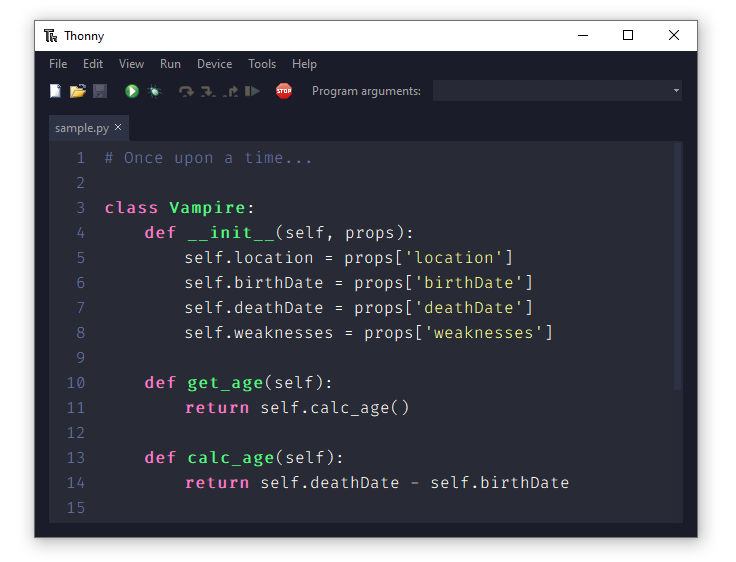 Thonny
File Edit View Run Device Tools Help
STOP Program arguments:
sample.py ×
1 # Once upon a time...
2
3 class Vampire:
4     def __init__(self, props):
5         self.location = props['location']
6         self.birthDate = props['birthDate']
7         self.deathDate = props['deathDate']
8         self.weaknesses = props['weaknesses']
9
10     def get_age(self):
11         return self.calc_age()
12
13     def calc_age(self):
14         return self.deathDate - self.birthDate
15